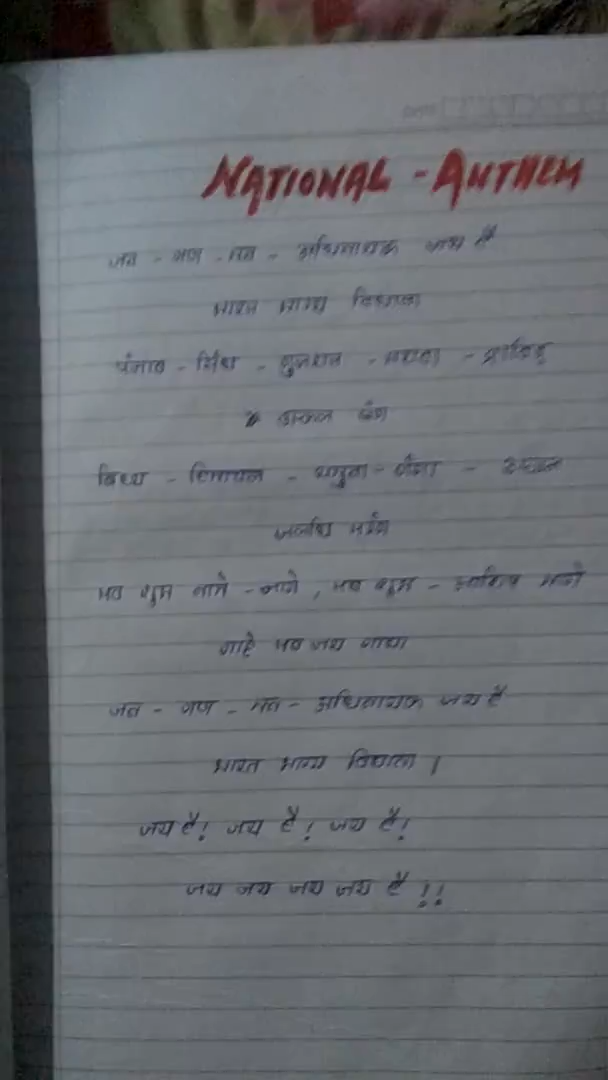 NATIONAL - ANTHEM
जन - गण - मन - अधिनायक जय है
भारत भाग्य विधाता
पंजाब - सिंध - गुजरात - मराठा - द्राविड़
उत्कल बंग
विंध्य - हिमाचल - यमुना - गंगा - उच्छल
जलधि तरंग
तव शुभ नामे - जागे, तव शुभ - आशिष मांगे
गाहे तव जय गाथा
जन - गण - मन - अधिनायक जय है
भारत भाग्य विधाता ।
जय है! जय है! जय है!
जय जय जय जय है !!